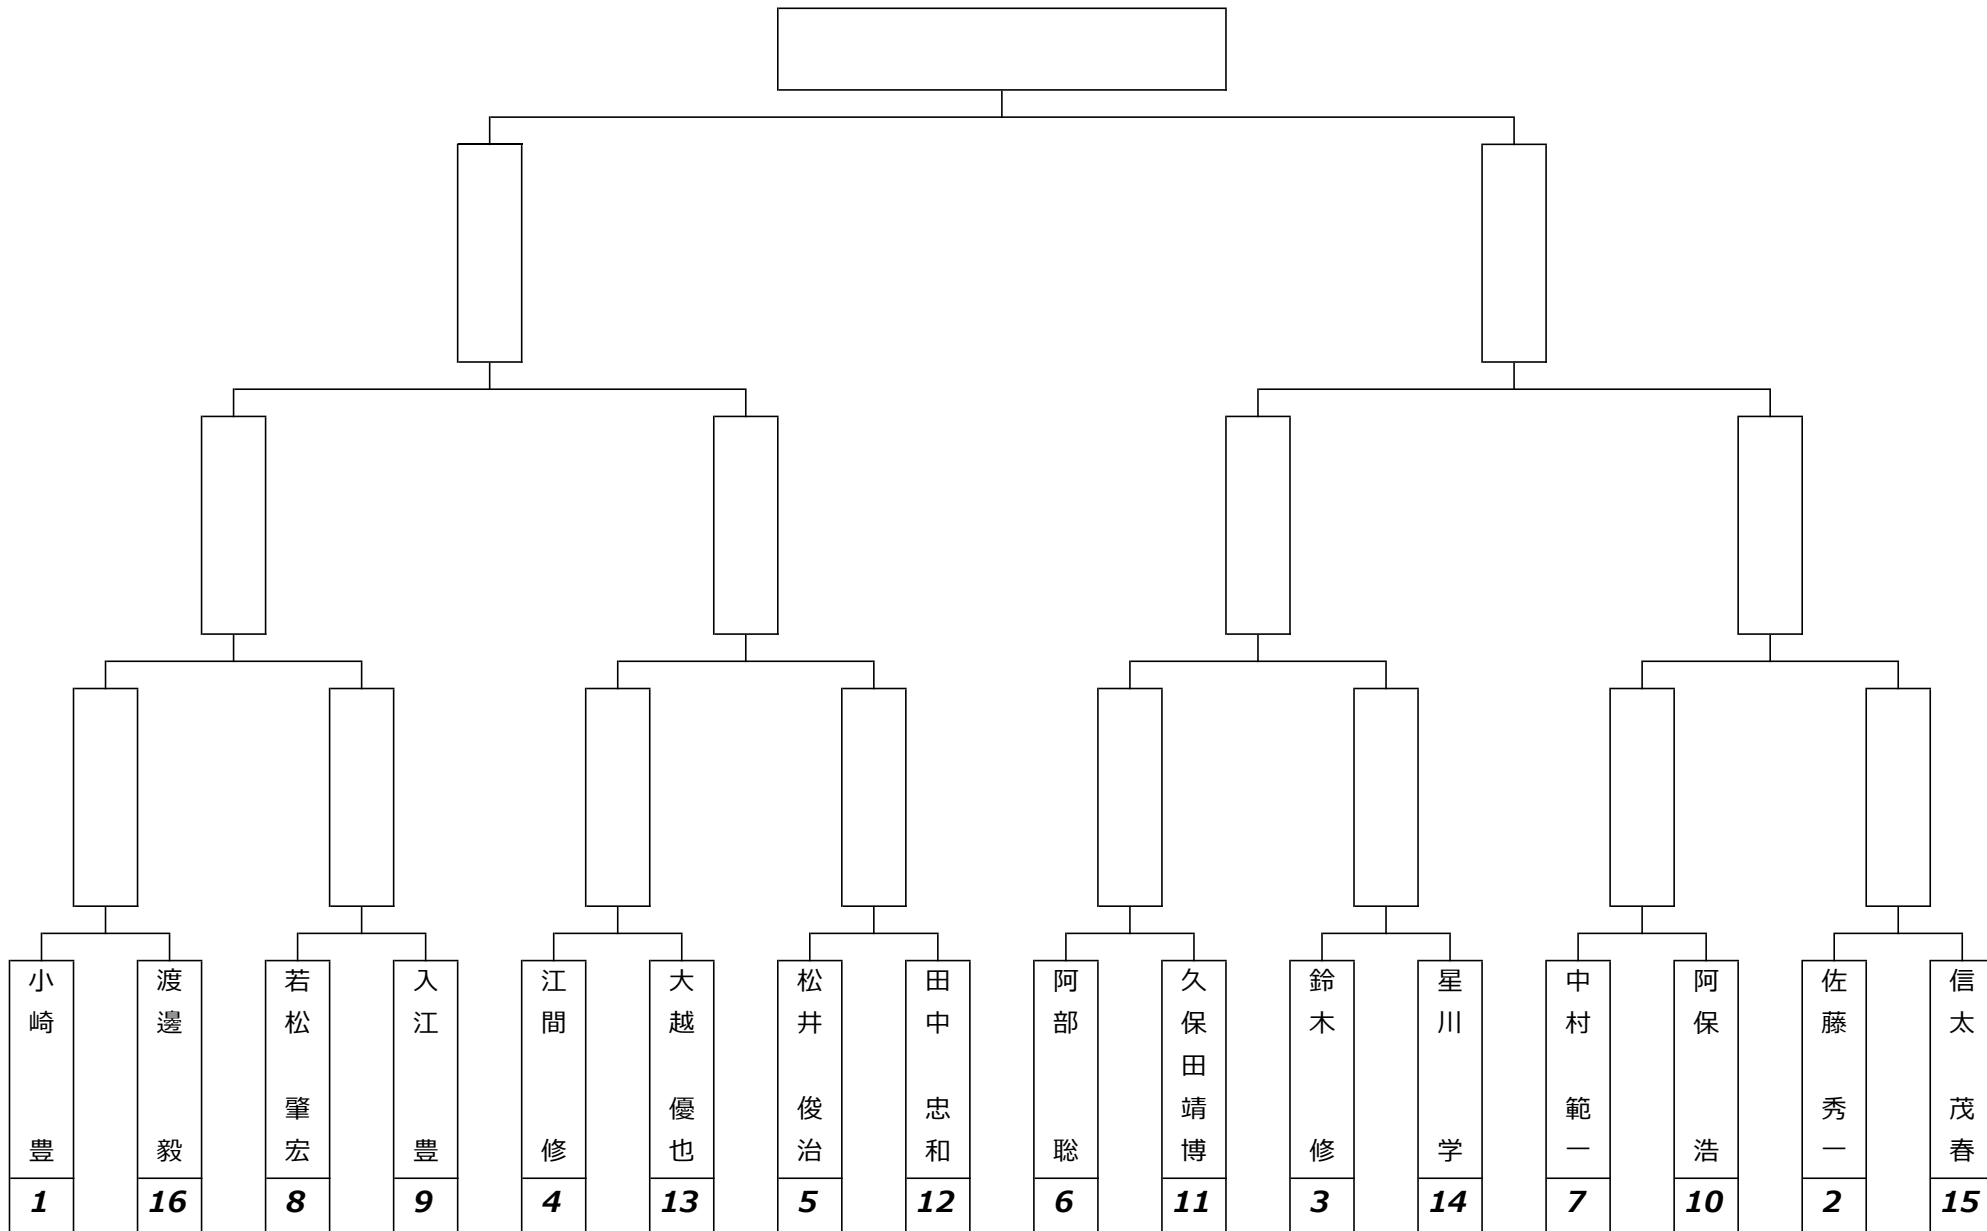 小崎 豊
渡邊 毅
若松 肇宏
入江 豊
江間 修
大越 優也
松井 俊治
田中 忠和
阿部 聡
久保田靖博
鈴木 修
星川 学
中村 範一
阿保 浩
佐藤 秀一
信太 茂春
1 16 8 9 4 13 5 12 6 11 3 14 7 10 2 15